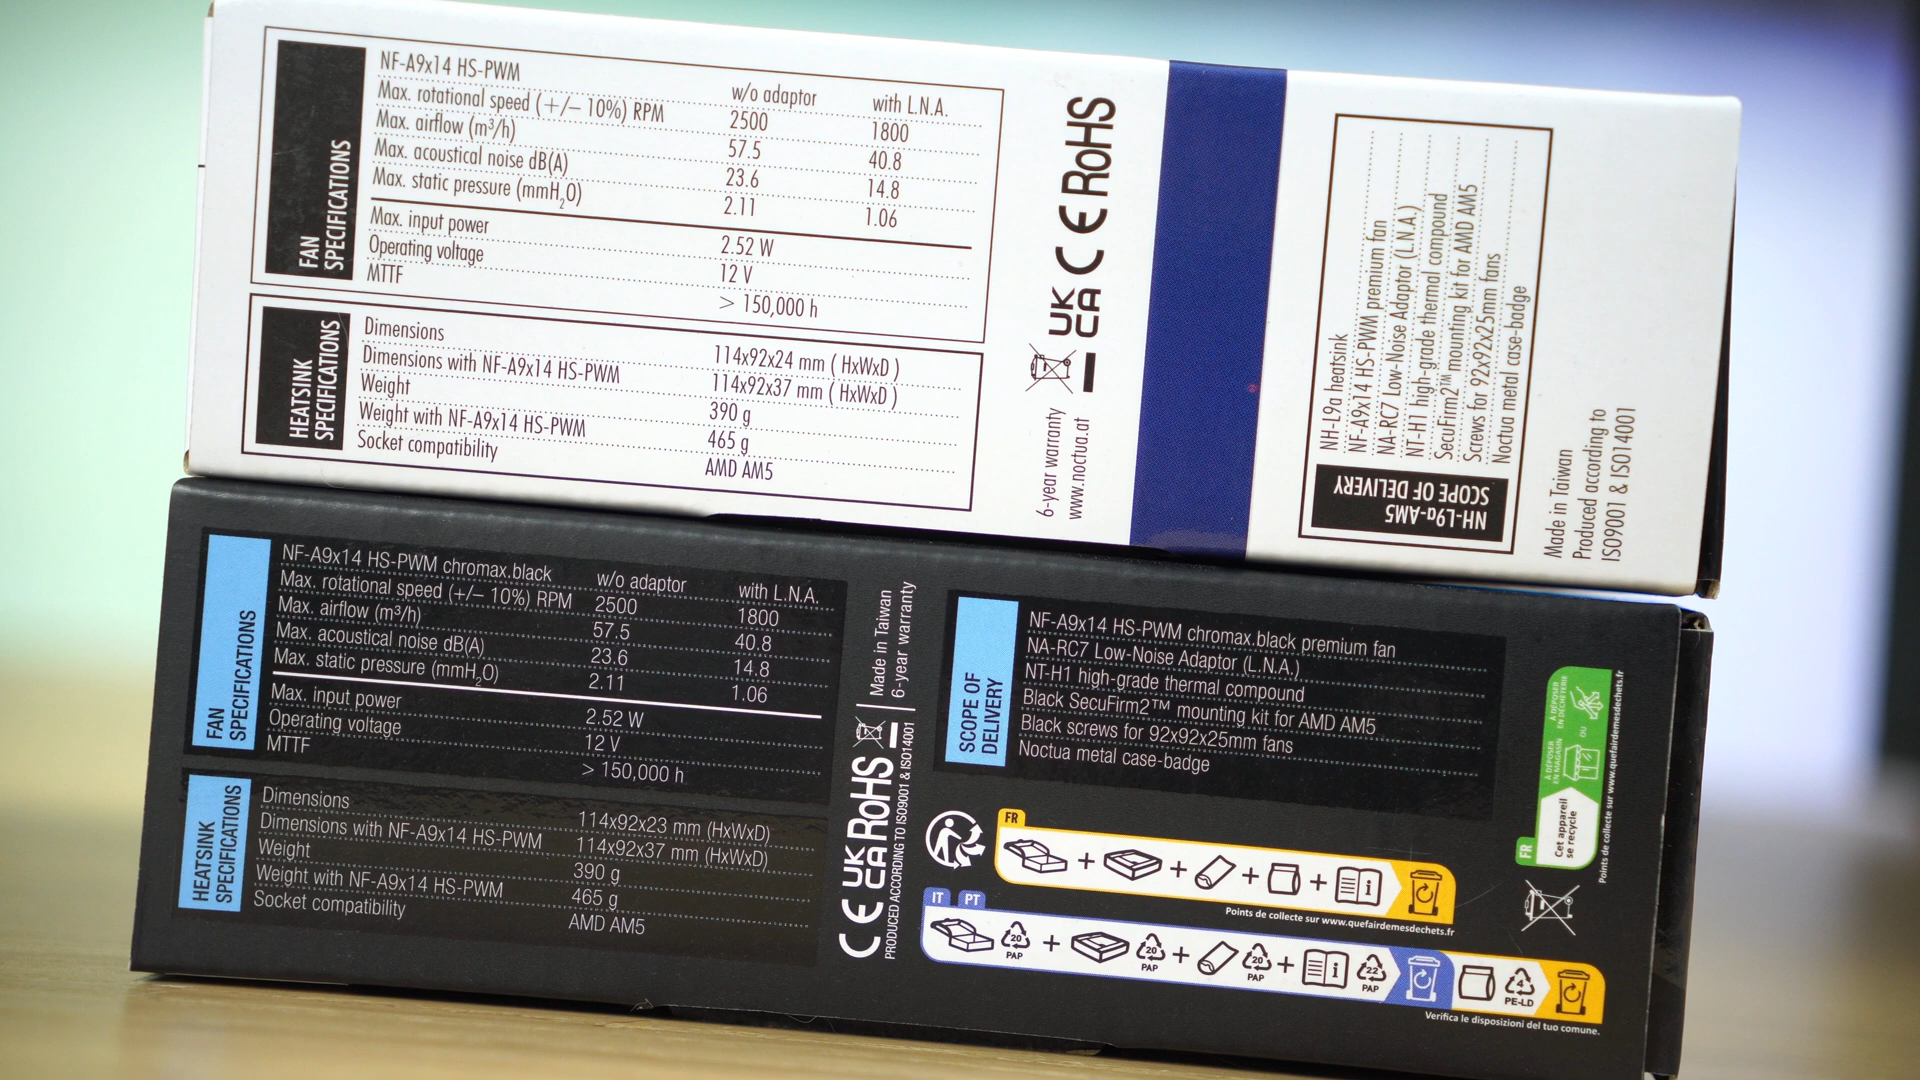 FAN
SPECIFICATIONS
NF-A9x14 HS-PWM
w/o adaptor with L.N.A.
Max. rotational speed (+/– 10%) RPM 2500 1800
Max. airflow (m³/h) 57.5 40.8
Max. acoustical noise dB(A) 23.6 14.8
Max. static pressure (mmH₂O) 2.11 1.06
Max. input power 2.52 W
Operating voltage 12 V
MTTF > 150,000 h
HEATSINK
SPECIFICATIONS
Dimensions 114x92x24 mm ( HxWxD )
Dimensions with NF-A9x14 HS-PWM 114x92x37 mm ( HxWxD )
Weight 390 g
Weight with NF-A9x14 HS-PWM 465 g
Socket compatibility AMD AM5
UK
CA CE RoHS
6-year warranty
www.noctua.at
NH-L9a-AM5
SCOPE OF DELIVERY
NH-L9a heatsink
NF-A9x14 HS-PWM premium fan
NA-RC7 Low-Noise Adaptor (L.N.A.)
NT-H1 high-grade thermal compound
SecuFirm2™ mounting kit for AMD AM5
Screws for 92x92x25mm fans
Noctua metal case-badge
Made in Taiwan
Produced according to
ISO9001 & ISO14001
FAN
SPECIFICATIONS
NF-A9x14 HS-PWM chromax.black
w/o adaptor with L.N.A.
Max. rotational speed (+/– 10%) RPM 2500 1800
Max. airflow (m³/h) 57.5 40.8
Max. acoustical noise dB(A) 23.6 14.8
Max. static pressure (mmH₂O) 2.11 1.06
Max. input power 2.52 W
Operating voltage 12 V
MTTF > 150,000 h
HEATSINK
SPECIFICATIONS
Dimensions 114x92x23 mm (HxWxD)
Dimensions with NF-A9x14 HS-PWM 114x92x37 mm (HxWxD)
Weight 390 g
Weight with NF-A9x14 HS-PWM 465 g
Socket compatibility AMD AM5
CE UK
CA RoHS
Made in Taiwan
6-year warranty
PRODUCED ACCORDING TO ISO9001 & ISO14001
SCOPE OF
DELIVERY
NF-A9x14 HS-PWM chromax.black premium fan
NA-RC7 Low-Noise Adaptor (L.N.A.)
NT-H1 high-grade thermal compound
Black SecuFirm2™ mounting kit for AMD AM5
Black screws for 92x92x25mm fans
Noctua metal case-badge
FR
+ + + +
Points de collecte sur www.quefairedemesdechets.fr
IT PT
20 PAP + 20 PAP + 20 PAP + 22 PAP 4 PE-LD
Verifica le disposizioni del tuo comune.
FR
Cet appareil
se recycle
À DÉPOSER
EN MAGASIN
OU
À DÉPOSER
EN DÉCHÈTERIE
Points de collecte sur www.quefairdemesdechets.fr